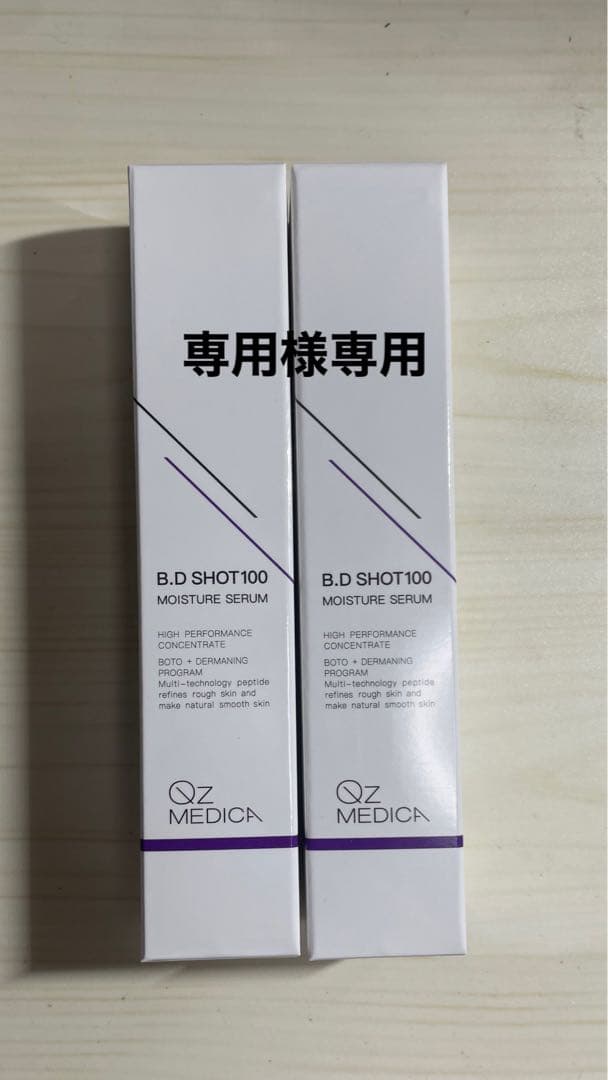 専用様専用
B.D SHOT100
MOISTURE SERUM
HIGH PERFORMANCE
CONCENTRATE
BOTO + DERMANING
PROGRAM
Multi-technology peptide
refines rough skin and
make natural smooth skin
QZ
MEDICA
B.D SHOT100
MOISTURE SERUM
HIGH PERFORMANCE
CONCENTRATE
BOTO + DERMANING
PROGRAM
Multi-technology peptide
refines rough skin and
make natural smooth skin
QZ
MEDICA